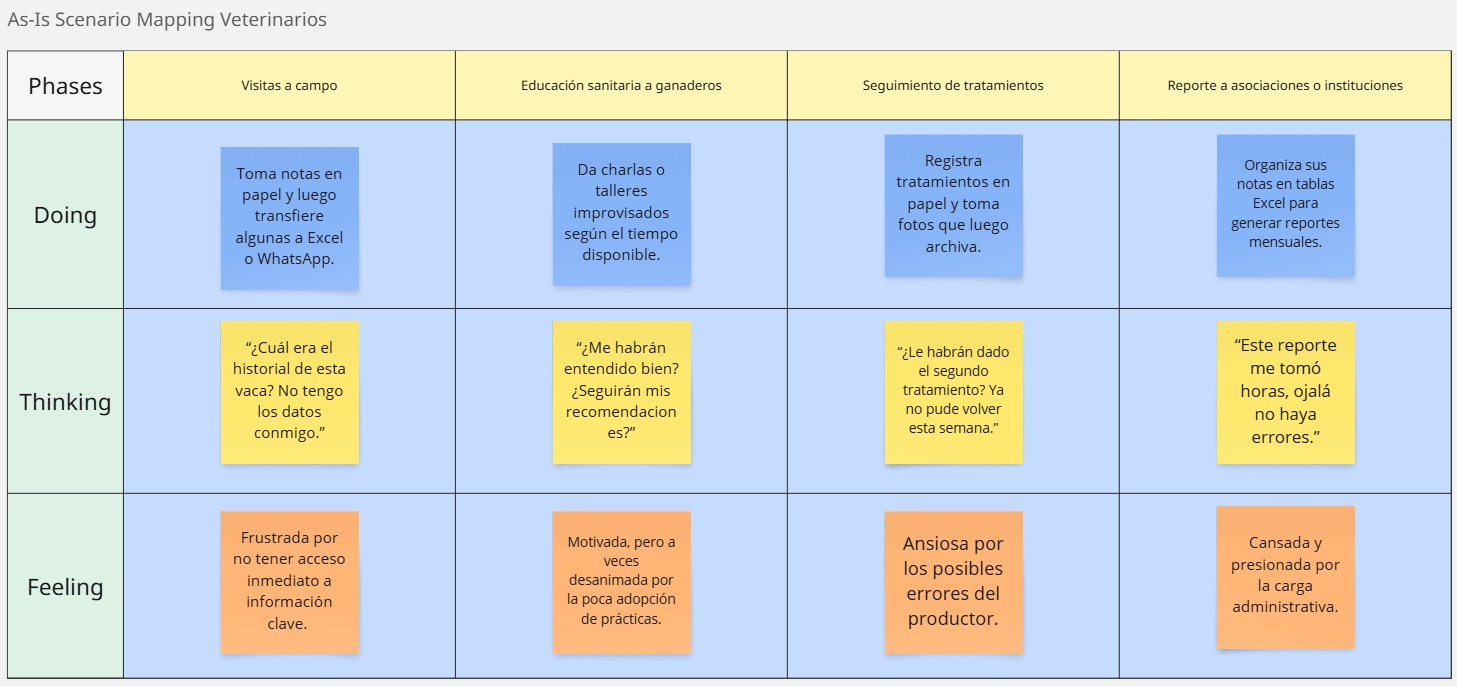 As-Is Scenario Mapping Veterinarios
Phases
Visitas a campo
Educación sanitaria a ganaderos
Seguimiento de tratamientos
Reporte a asociaciones o instituciones
Doing
Toma notas en
papel y luego
transfiere
algunas a Excel
o WhatsApp.
Da charlas o
talleres
improvisados
según el tiempo
disponible.
Registra
tratamientos en
papel y toma
fotos que luego
archiva.
Organiza sus
notas en tablas
Excel para
generar reportes
mensuales.
Thinking
“¿Cuál era el
historial de esta
vaca? No tengo
los datos
conmigo.”
“¿Me habrán
entendido bien?
¿Seguirán mis
recomendacion
es?”
“¿Le habrán dado
el segundo
tratamiento? Ya
no pude volver
esta semana.”
“Este reporte
me tomó
horas, ojalá
no haya
errores.”
Feeling
Frustrada por
no tener acceso
inmediato a
información
clave.
Motivada, pero a
veces
desanimada por
la poca adopción
de prácticas.
Ansiosa por
los posibles
errores del
productor.
Cansada y
presionada por
la carga
administrativa.